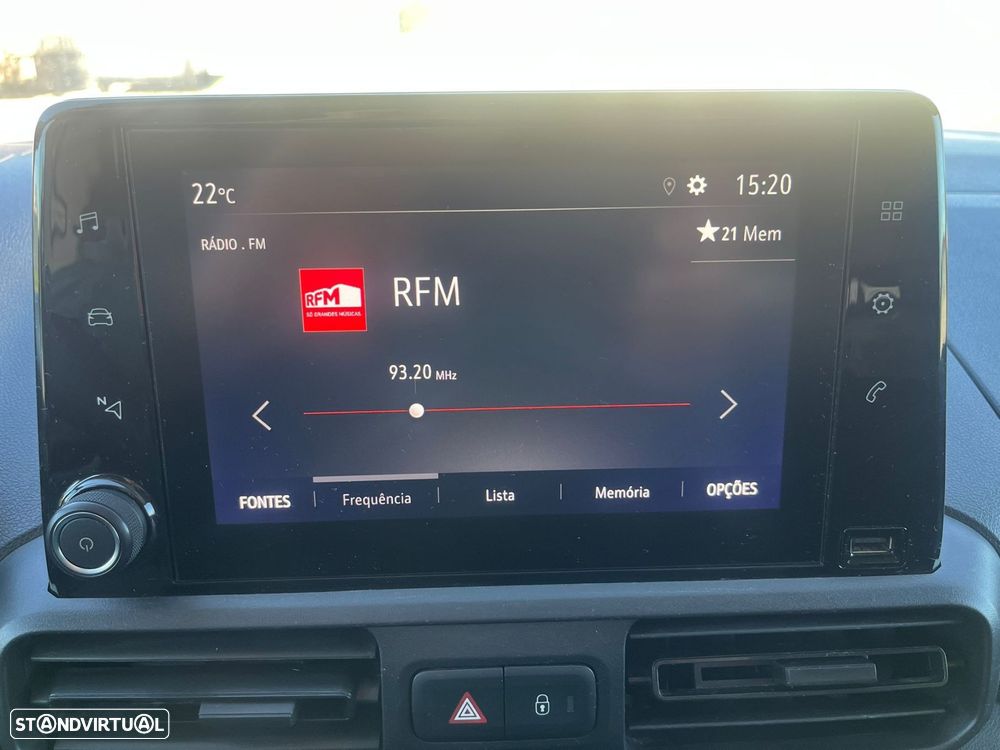 22°C
15:20
RÁDIO . FM
21 Mem
RFM
SÓ GRANDES MÚSICAS
RFM
93.20 MHz
N
FONTES
Frequência
Lista
Memória
OPÇÕES
STANDVIRTUAL